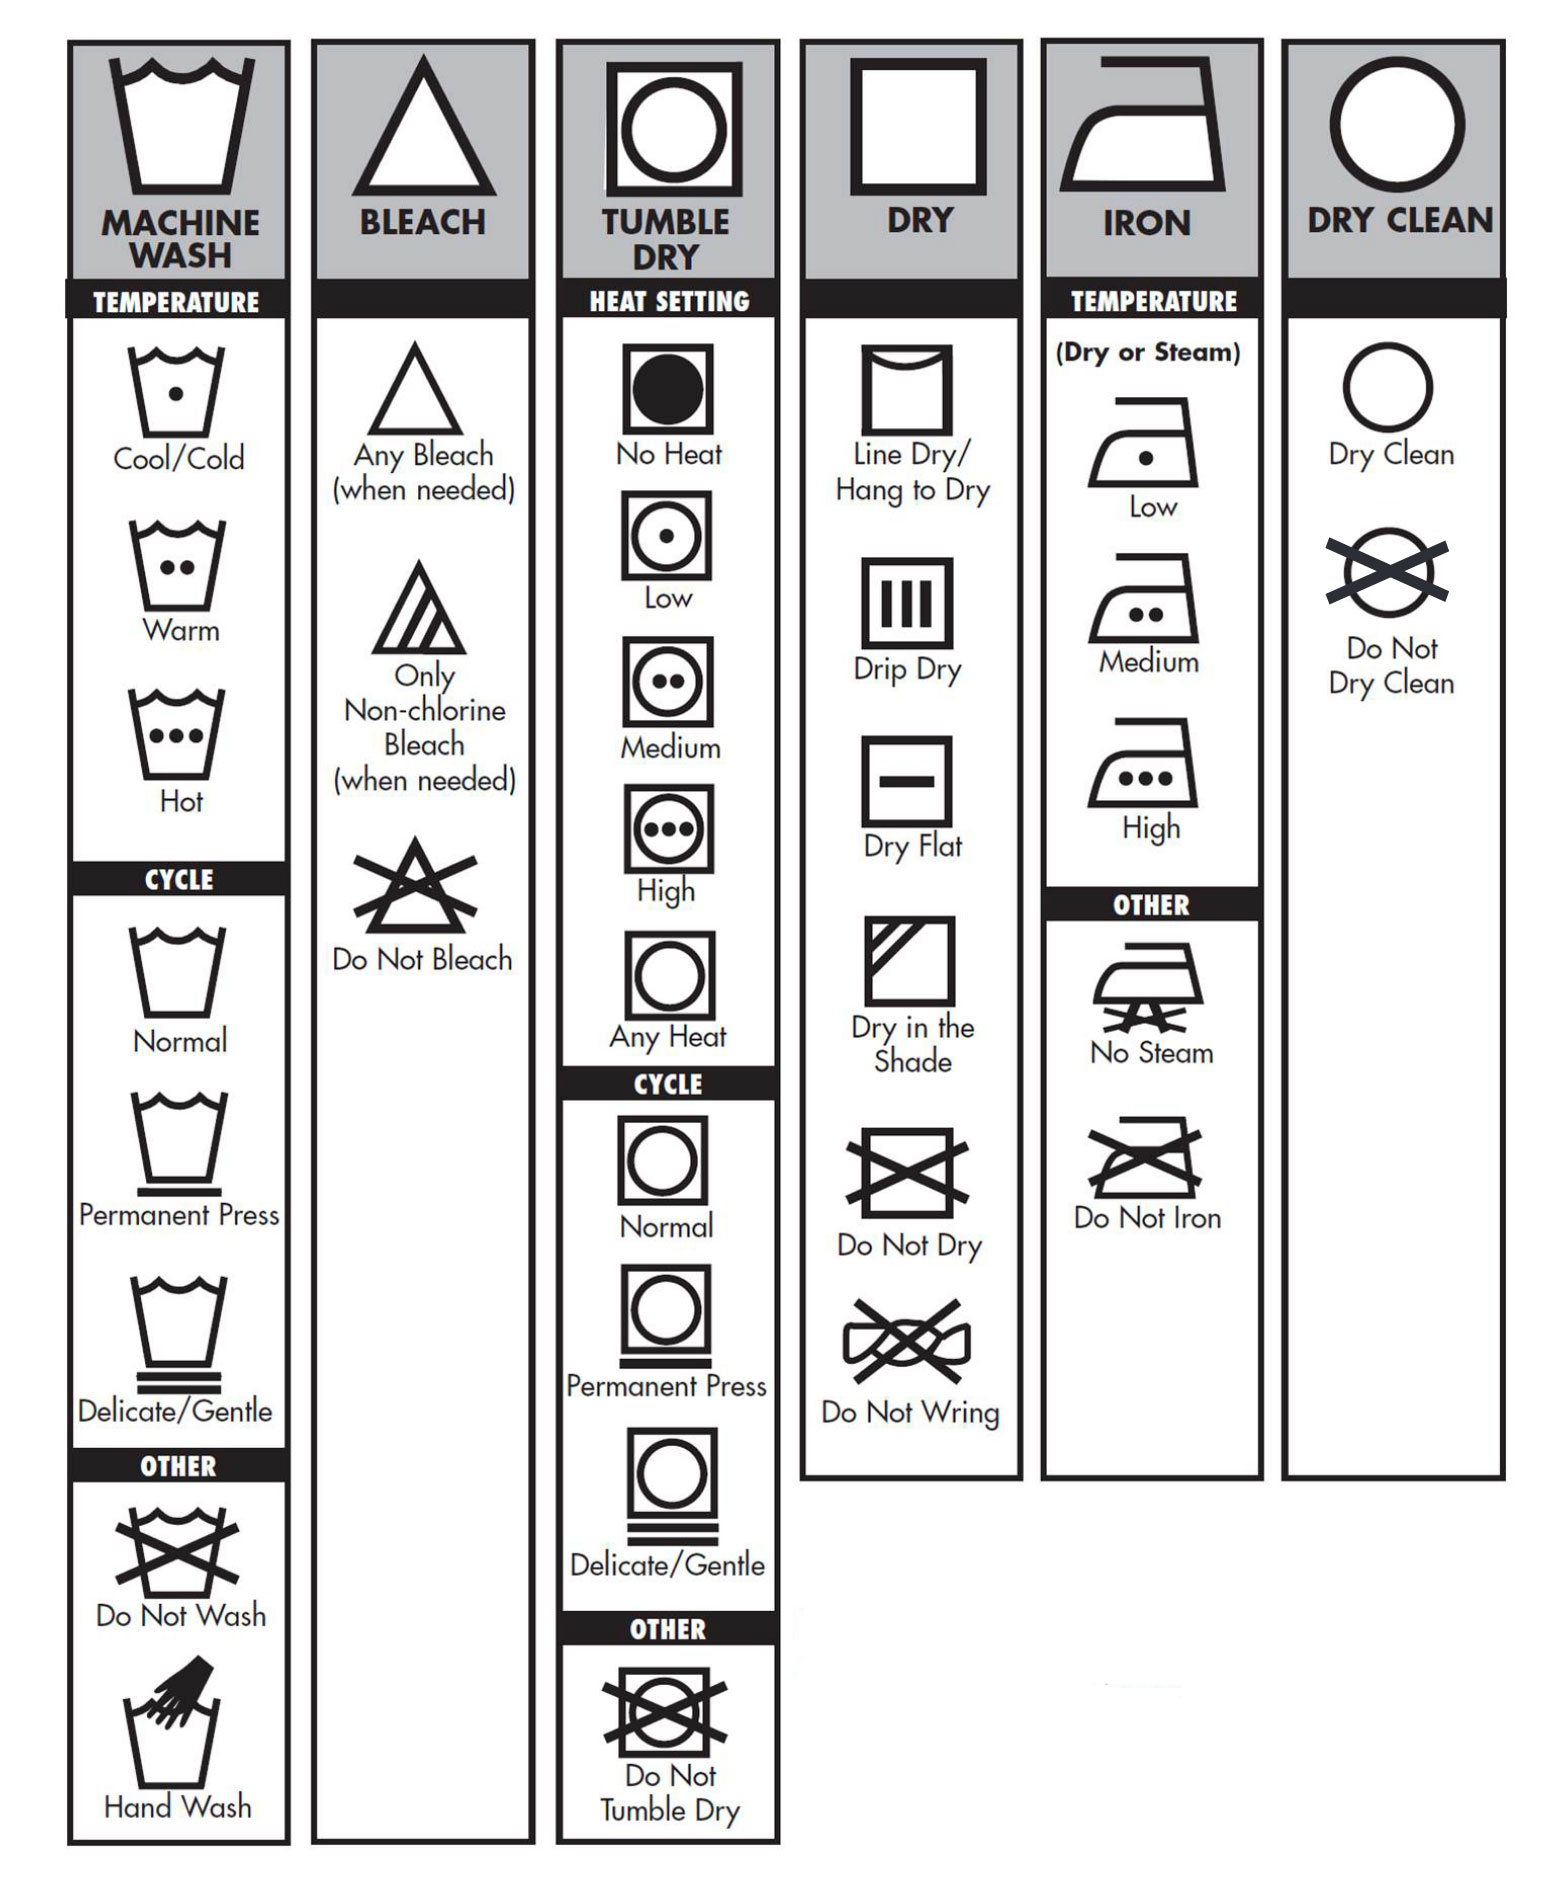 MACHINE
WASH
TEMPERATURE
Cool/Cold
Warm
Hot
CYCLE
Normal
Permanent Press
Delicate/Gentle
OTHER
Do Not Wash
Hand Wash
BLEACH
Any Bleach
(when needed)
Only
Non-chlorine
Bleach
(when needed)
Do Not Bleach
TUMBLE
DRY
HEAT SETTING
No Heat
Low
Medium
High
Any Heat
CYCLE
Normal
Permanent Press
Delicate/Gentle
OTHER
Do Not
Tumble Dry
DRY
Line Dry/
Hang to Dry
Drip Dry
Dry Flat
Dry in the
Shade
Do Not Dry
Do Not Wring
IRON
TEMPERATURE
(Dry or Steam)
Low
Medium
High
OTHER
No Steam
Do Not Iron
DRY CLEAN
Dry Clean
Do Not
Dry Clean